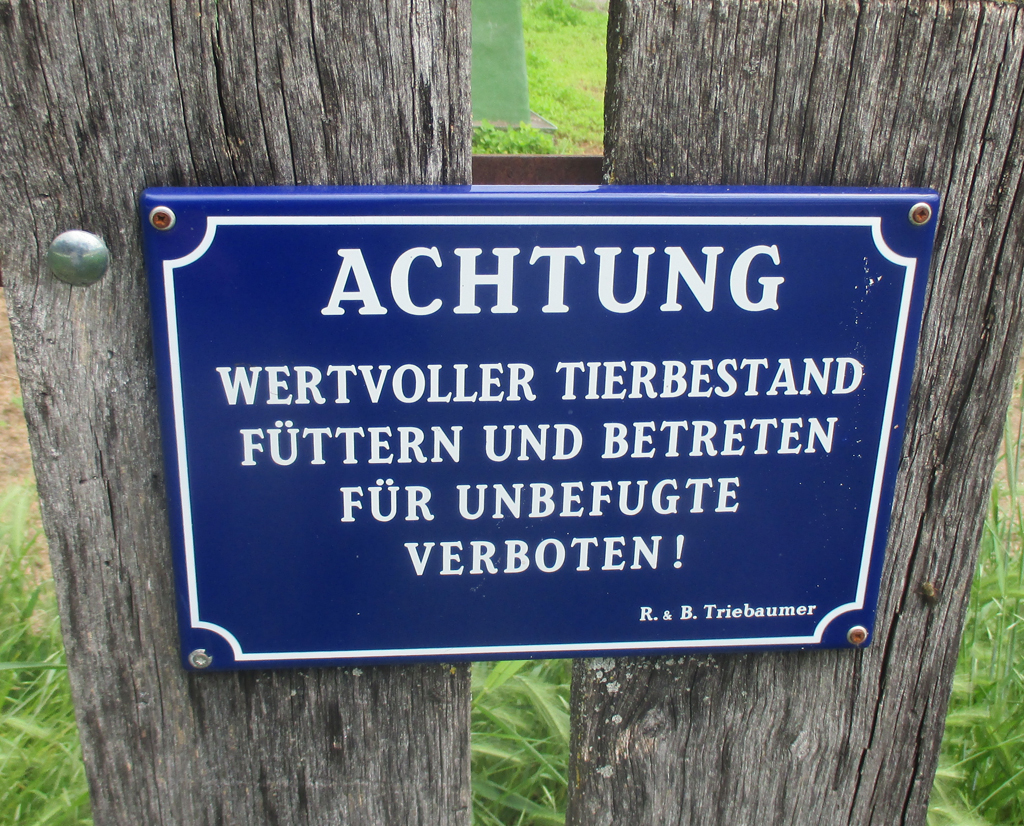 ACHTUNG
WERTVOLLER TIERBESTAND
FÜTTERN UND BETRETEN
FÜR UNBEFUGTE
VERBOTEN!
R. & B. Triebaumer